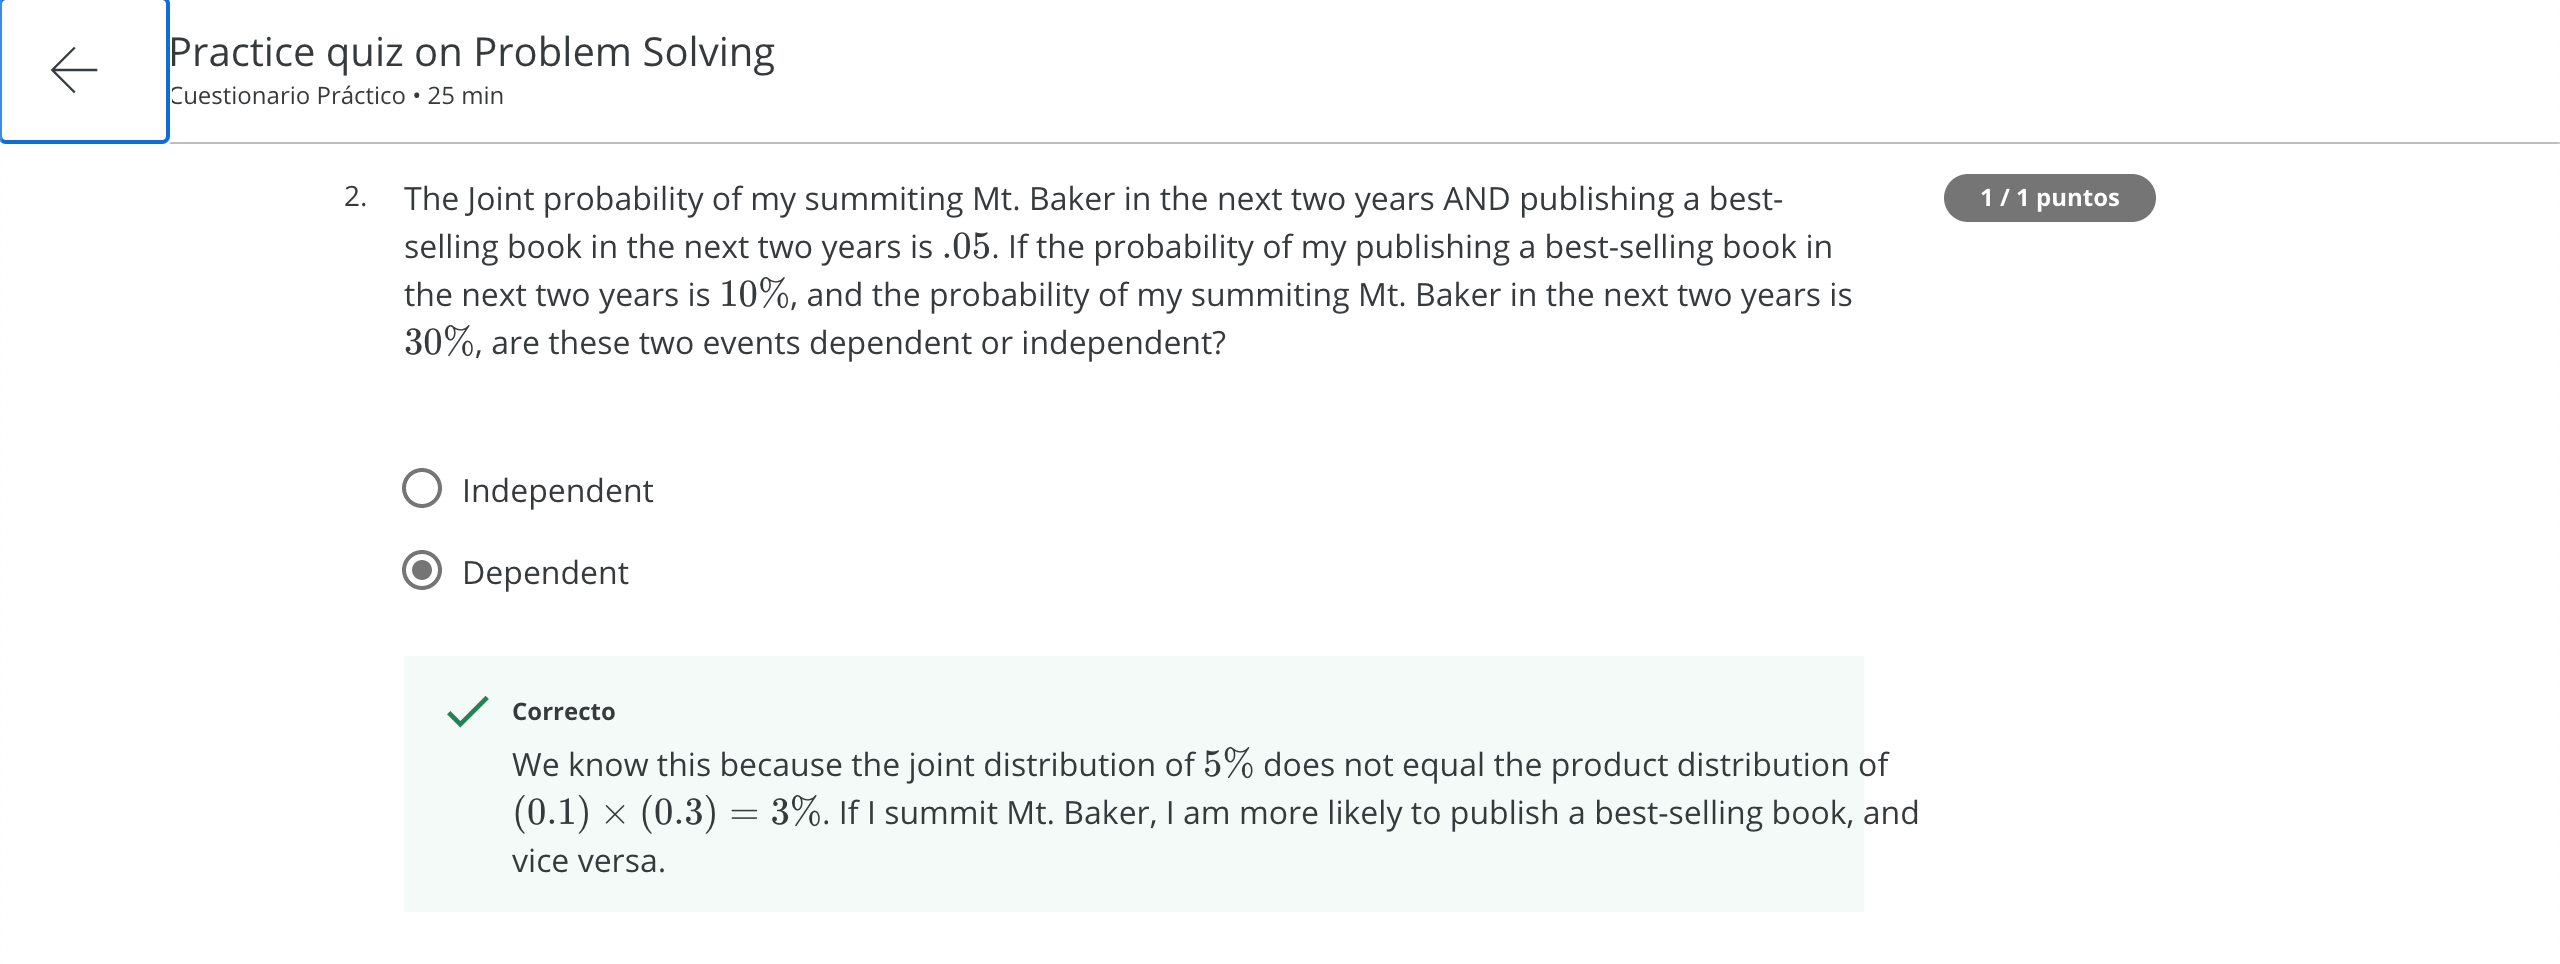 Practice quiz on Problem Solving
Cuestionario Práctico • 25 min
2. The Joint probability of my summiting Mt. Baker in the next two years AND publishing a best-
selling book in the next two years is .05. If the probability of my publishing a best-selling book in
the next two years is 10%, and the probability of my summiting Mt. Baker in the next two years is
30%, are these two events dependent or independent?
1 / 1 puntos
Independent
Dependent
Correcto
We know this because the joint distribution of 5% does not equal the product distribution of
(0.1) × (0.3) = 3%. If I summit Mt. Baker, I am more likely to publish a best-selling book, and
vice versa.